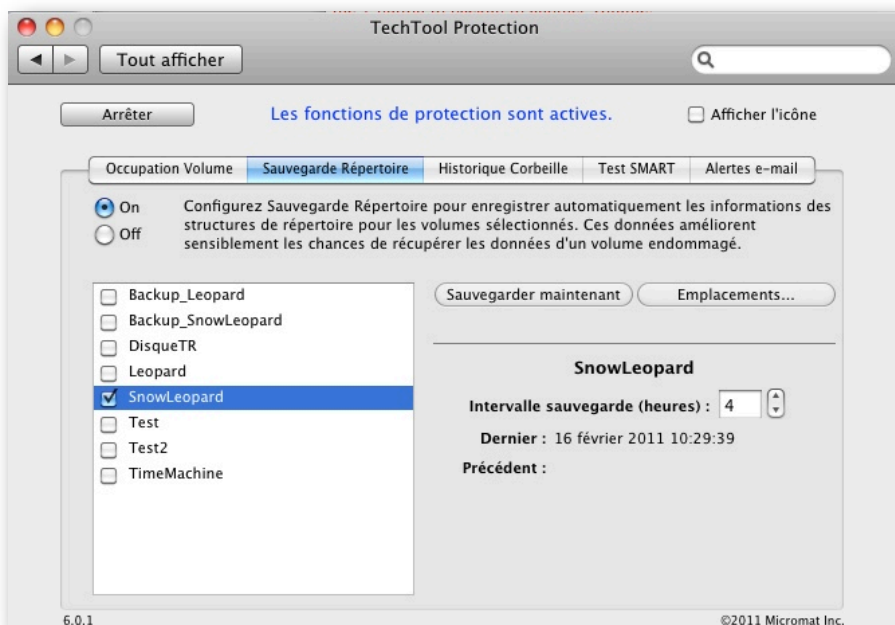 TechTool Protection
Tout afficher
Arrêter
Les fonctions de protection sont actives.
Afficher l'icône
Occupation Volume
Sauvegarde Répertoire
Historique Corbeille
Test SMART
Alertes e-mail
On
Off
Configurez Sauvegarde Répertoire pour enregistrer automatiquement les informations des
structures de répertoire pour les volumes sélectionnés. Ces données améliorent
sensiblement les chances de récupérer les données d'un volume endommagé.
Backup_Leopard
Backup_SnowLeopard
DisqueTR
Leopard
SnowLeopard
Test
Test2
TimeMachine
Sauvegarder maintenant
Emplacements...
SnowLeopard
Intervalle sauvegarde (heures) : 4
Dernier : 16 février 2011 10:29:39
Précédent :
6.0.1
©2011 Micromat Inc.